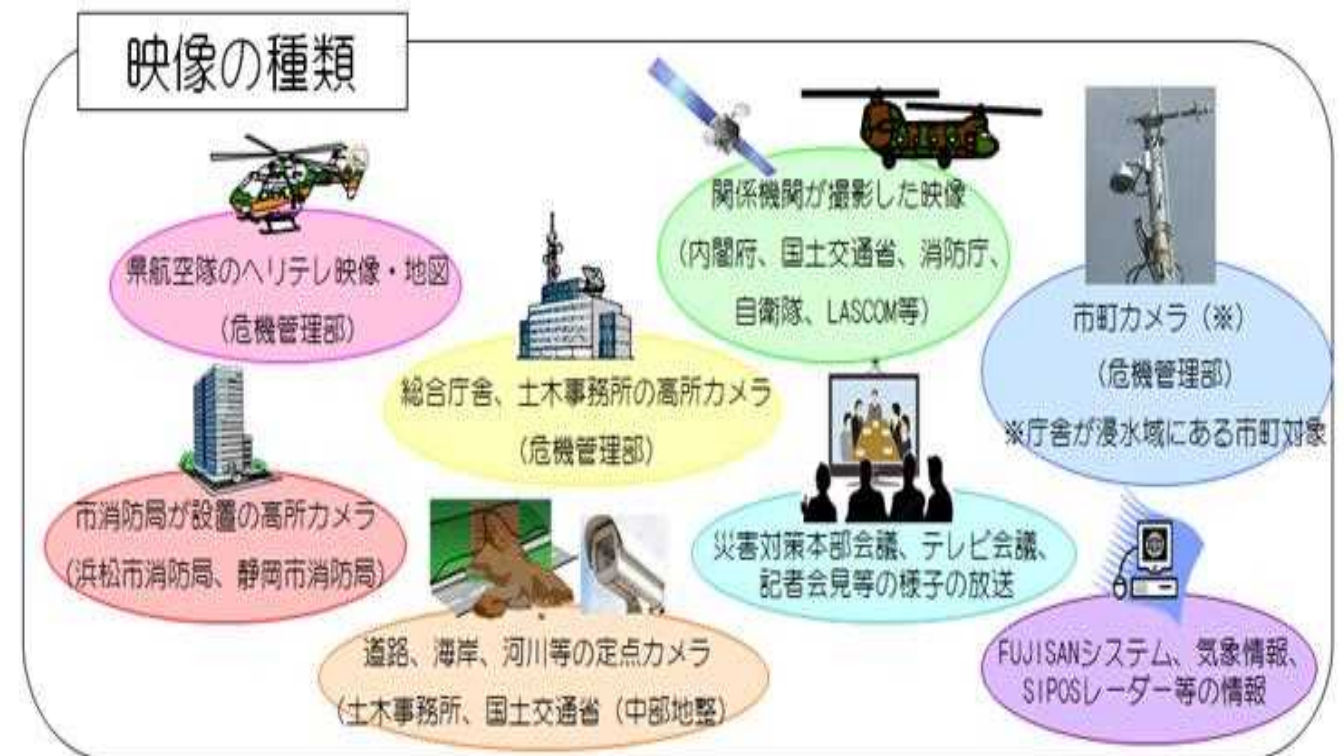 映像の種類
県航空隊のヘリテレ映像・地図
(危機管理部)
関係機関が撮影した映像
(内閣府、国土交通省、消防庁、
自衛隊、LASCOM等)
市町カメラ(※)
(危機管理部)
※庁舎が浸水域にある市町対象
総合庁舎、土木事務所の高所カメラ
(危機管理部)
市消防局が設置の高所カメラ
(浜松市消防局、静岡市消防局)
災害対策本部会議、テレビ会議、
記者会見等の様子の放送
道路、海岸、河川等の定点カメラ
(土木事務所、国土交通省(中部地整)
FUJISANシステム、気象情報、
SIPOSレーダー等の情報